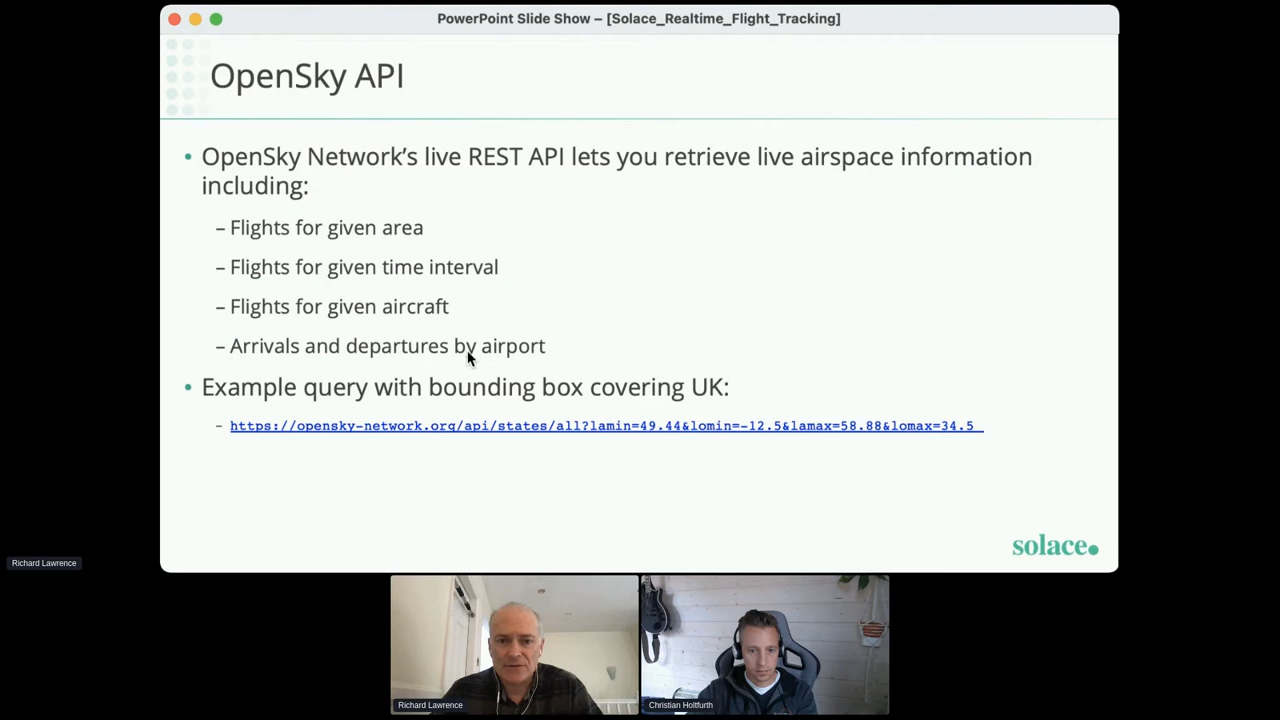 PowerPoint Slide Show – [Solace_Realtime_Flight_Tracking]
OpenSky API
• OpenSky Network’s live REST API lets you retrieve live airspace information
including:
– Flights for given area
– Flights for given time interval
– Flights for given aircraft
– Arrivals and departures by airport
• Example query with bounding box covering UK:
– https://opensky-network.org/api/states/all?lamin=49.44&lomin=-12.5&lamax=58.88&lomax=34.5
solace.
Richard Lawrence
Richard Lawrence
Christian Holtfurth